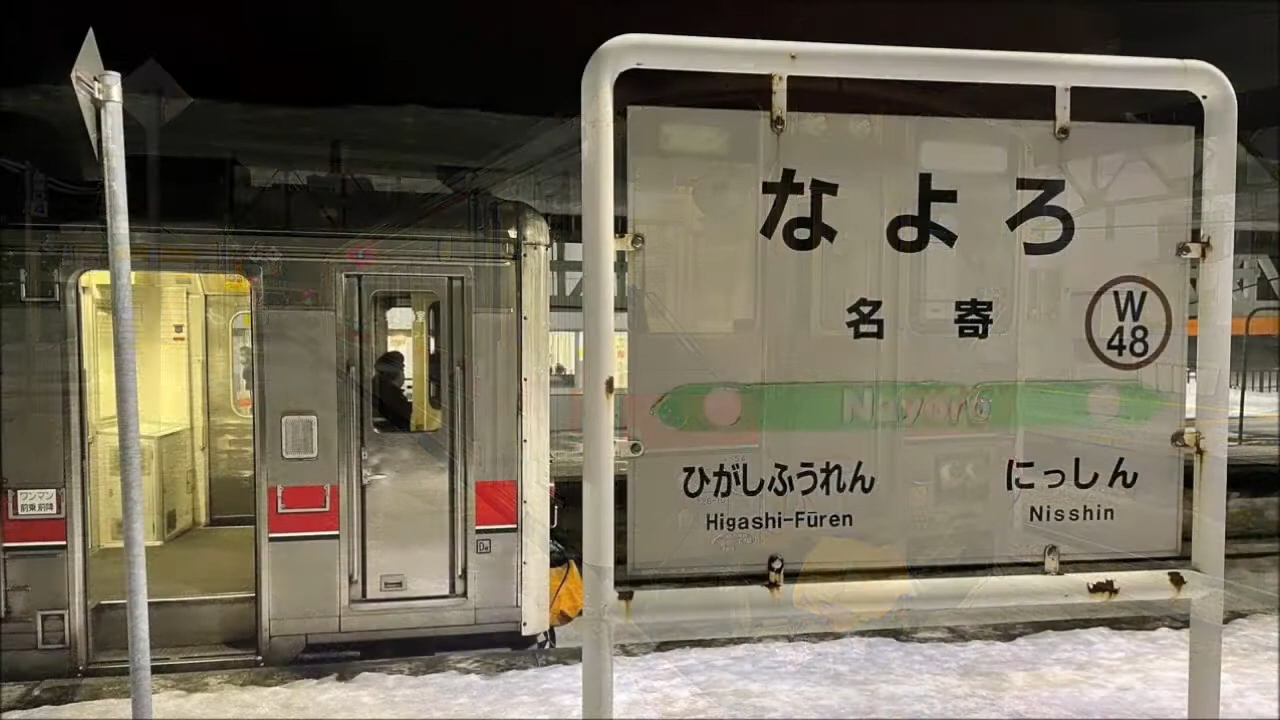 なよろ
名寄
W
48
Nayoro
ひがしふうれん
にっしん
Higashi-Fūren
Nisshin
ワンマン
前乗前降